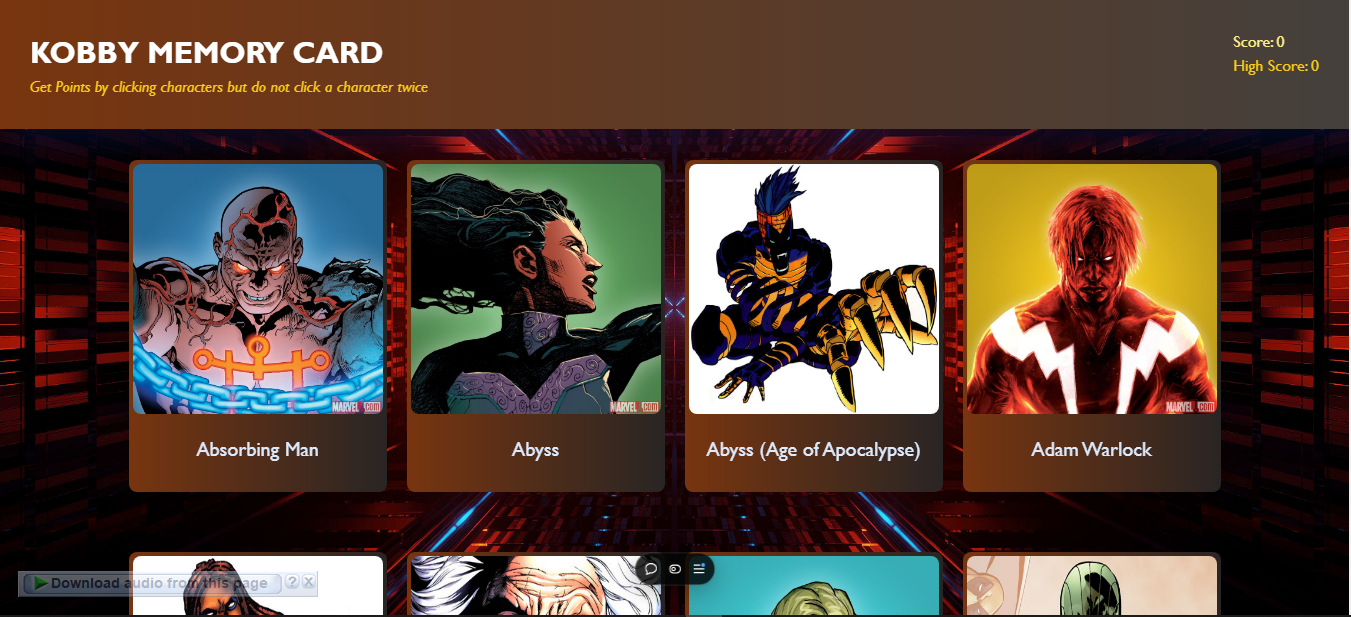 KOBBY MEMORY CARD
Get Points by clicking characters but do not click a character twice
Score: 0
High Score: 0
MARVEL .com
MARVEL .com
MARVEL .com
Absorbing Man
Abyss
Abyss (Age of Apocalypse)
Adam Warlock
Download audio from this page
? X